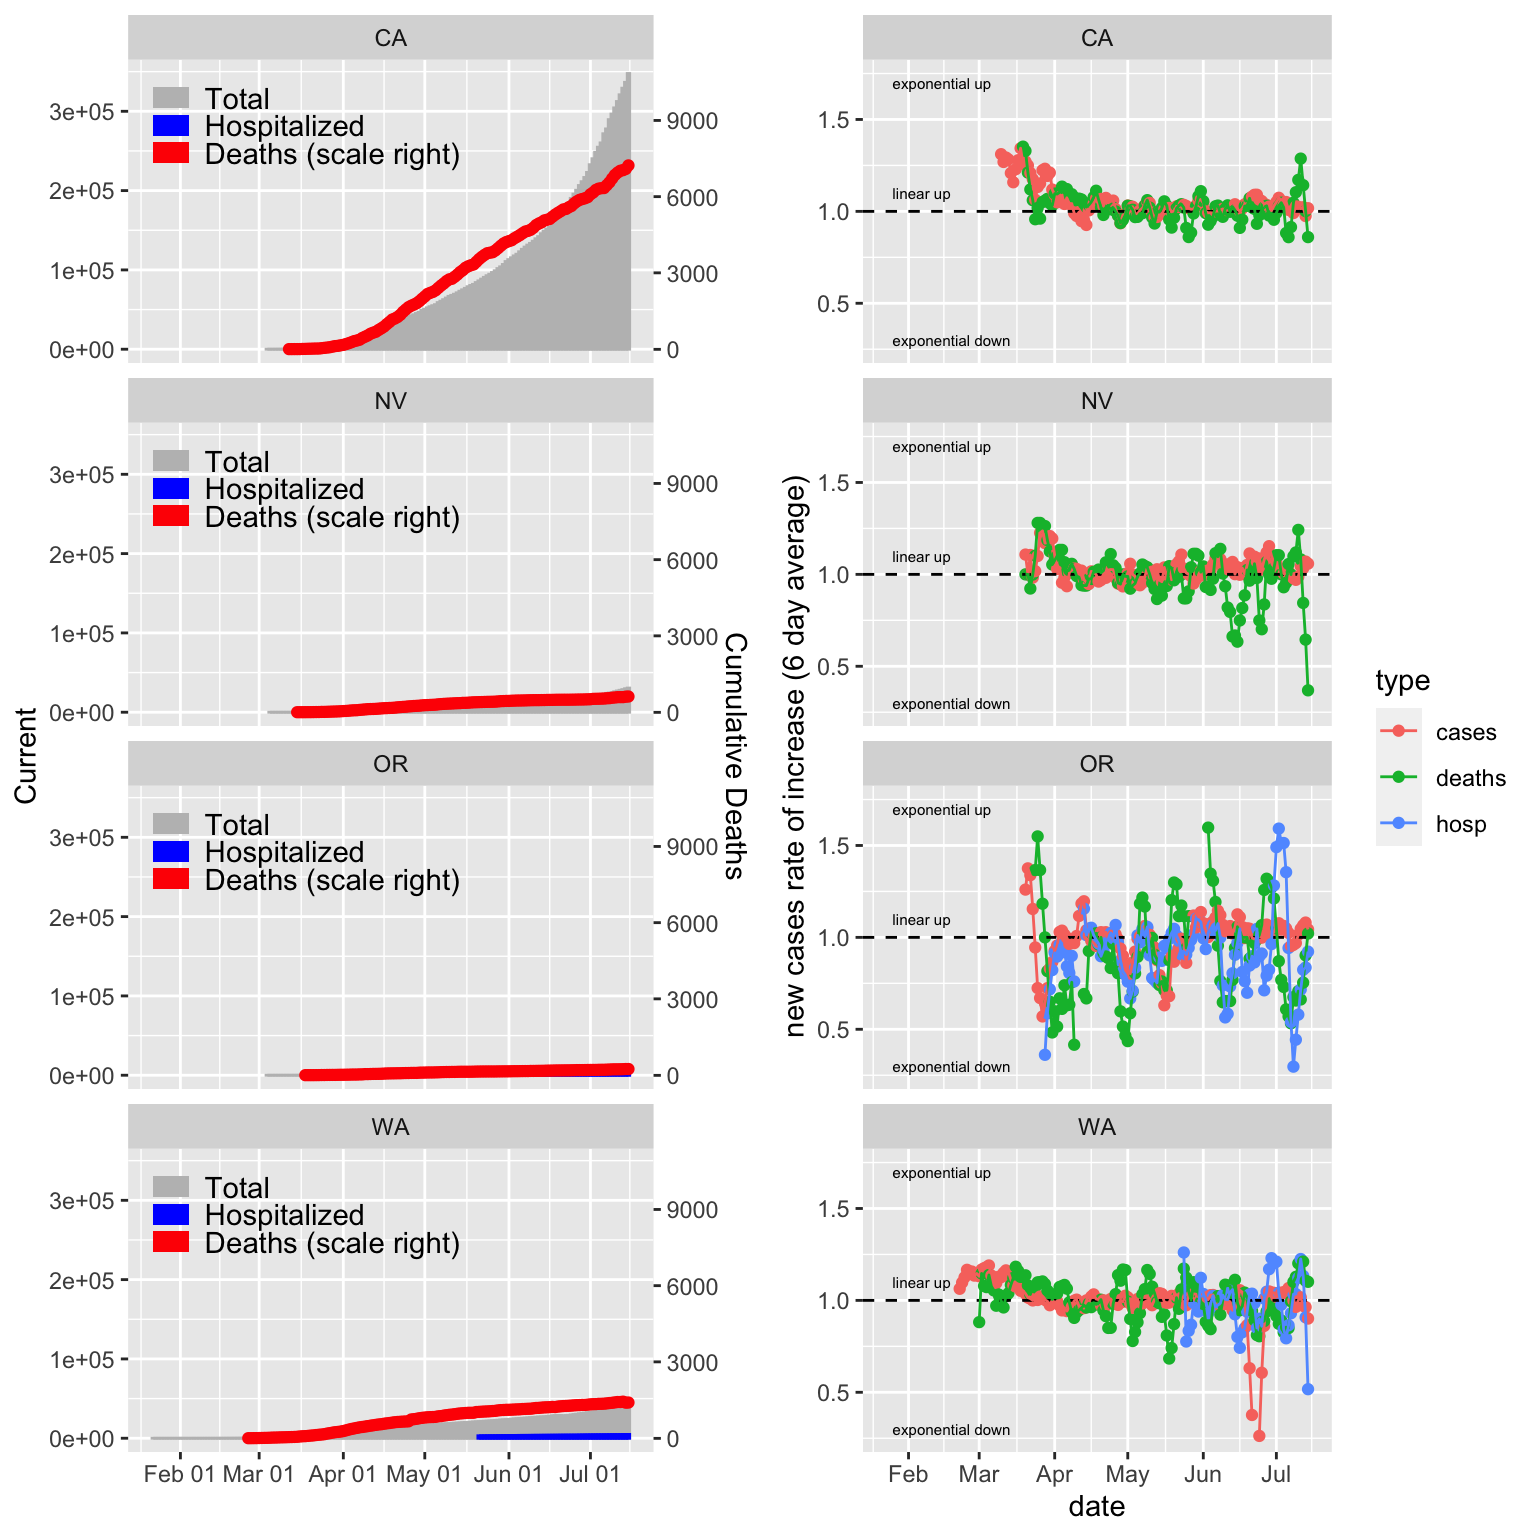 CA
Total
Hospitalized
Deaths (scale right)
3e+05
2e+05
1e+05
0e+00
9000
6000
3000
0
NV
Total
Hospitalized
Deaths (scale right)
3e+05
2e+05
1e+05
0e+00
9000
6000
3000
0
OR
Total
Hospitalized
Deaths (scale right)
3e+05
2e+05
1e+05
0e+00
9000
6000
3000
0
WA
Total
Hospitalized
Deaths (scale right)
3e+05
2e+05
1e+05
0e+00
9000
6000
3000
0
Feb 01 Mar 01 Apr 01 May 01 Jun 01 Jul 01
Current
Cumulative Deaths
CA
exponential up
1.5
linear up
1.0
0.5
exponential down
NV
exponential up
1.5
linear up
1.0
0.5
exponential down
OR
exponential up
1.5
linear up
1.0
0.5
exponential down
WA
exponential up
1.5
linear up
1.0
0.5
exponential down
Feb Mar Apr May Jun Jul
date
new cases rate of increase (6 day average)
type
cases
deaths
hosp